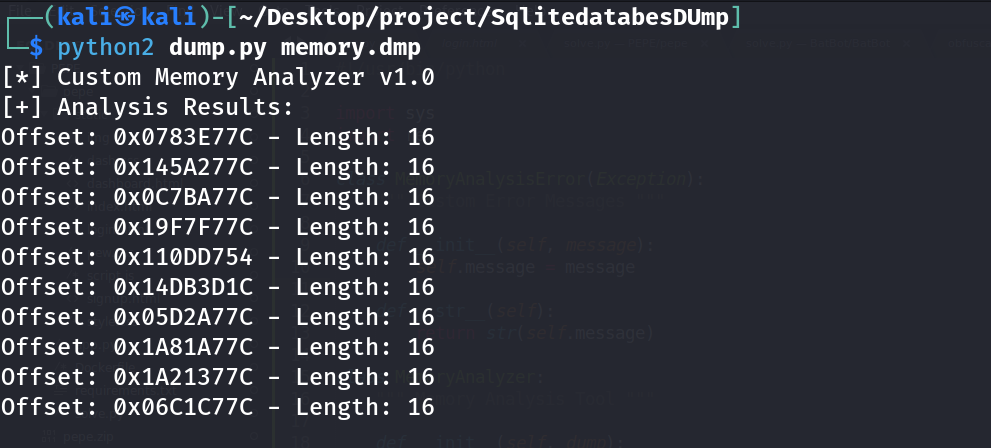 ┌──(kali㉿kali)-[~/Desktop/project/SqlitedatabesDUmp]
└─$ python2 dump.py memory.dmp
[*] Custom Memory Analyzer v1.0
[+] Analysis Results:
Offset: 0x0783E77C - Length: 16
Offset: 0x145A277C - Length: 16
Offset: 0x0C7BA77C - Length: 16
Offset: 0x19F7F77C - Length: 16
Offset: 0x110DD754 - Length: 16
Offset: 0x14DB3D1C - Length: 16
Offset: 0x05D2A77C - Length: 16
Offset: 0x1A81A77C - Length: 16
Offset: 0x1A21377C - Length: 16
Offset: 0x06C1C77C - Length: 16